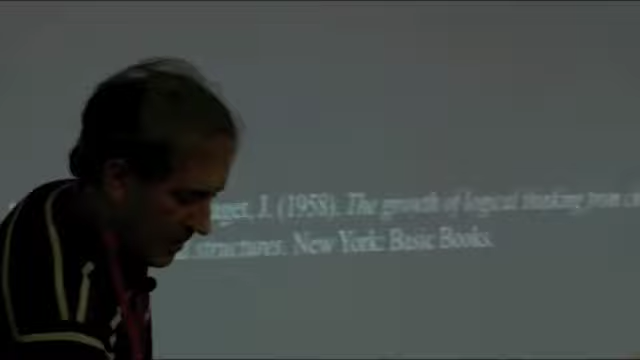 J. (1958). The growth of logical thinking from
structures. New York: Basic Books.